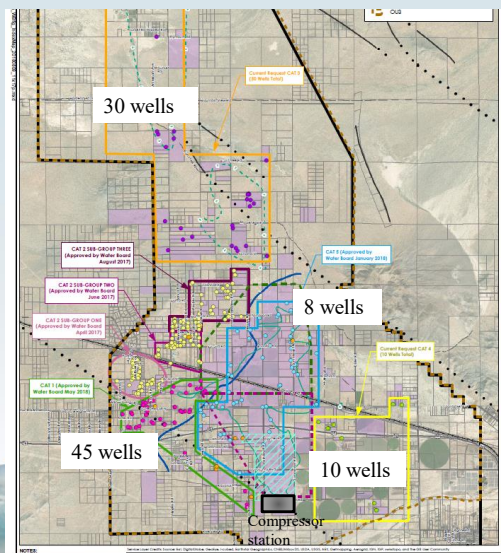 Current Request CAT 5
(30 Wells Total)
30 wells
CAT 2 SUB-GROUP THREE
(Approved by Water Board
August 2017)
CAT 3 (Approved by
Water Board January 2018)
CAT 2 SUB-GROUP TWO
(Approved by Water Board
June 2017)
8 wells
CAT 2 SUB-GROUP ONE
(Approved by Water Board
April 2017)
Current Request CAT 4
(10 Wells Total)
CAT 1 (Approved by
Water Board May 2018)
45 wells
10 wells
Compressor
station
NOTES: